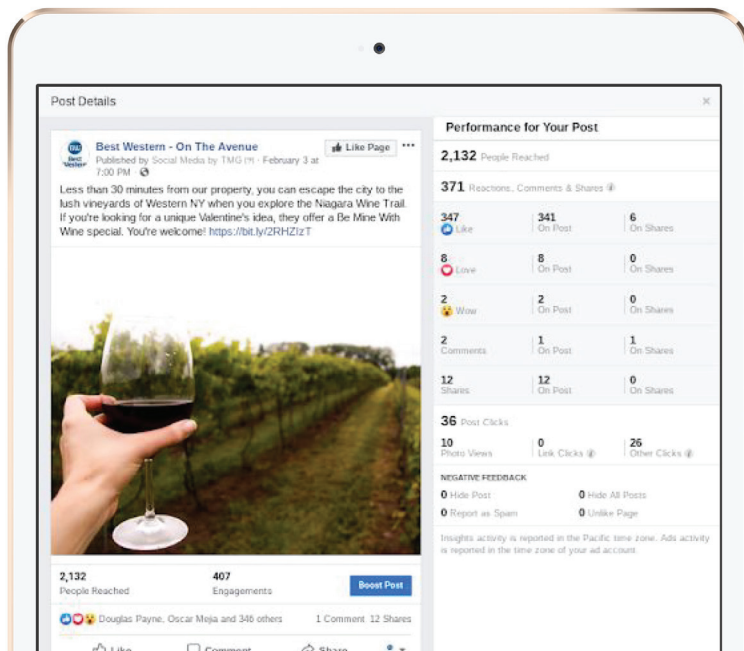 Post Details
×
Best Western - On The Avenue
Like Page
Published by Social Media by TMG [?] · February 3 at
7:00 PM ·
Less than 30 minutes from our property, you can escape the city to the
lush vineyards of Western NY when you explore the Niagara Wine Trail.
If you're looking for a unique Valentine's idea, they offer a Be Mine With
Wine special. You're welcome! https://bit.ly/2RHZIzT
2,132
People Reached
407
Engagements
Boost Post
Douglas Payne, Oscar Mejia and 346 others
1 Comment 12 Shares
Like
Comment
Share
Performance for Your Post
2,132 People Reached
371 Reactions, Comments & Shares
347 341 6
Like On Post On Shares
8 8 0
Love On Post On Shares
2 2 0
Wow On Post On Shares
2 1 1
Comments On Post On Shares
12 12 0
Shares On Post On Shares
36 Post Clicks
10 0 26
Photo Views Link Clicks Other Clicks
NEGATIVE FEEDBACK
0 Hide Post 0 Hide All Posts
0 Report as Spam 0 Unlike Page
Insights activity is reported in the Pacific time zone. Ads activity
is reported in the time zone of your ad account.